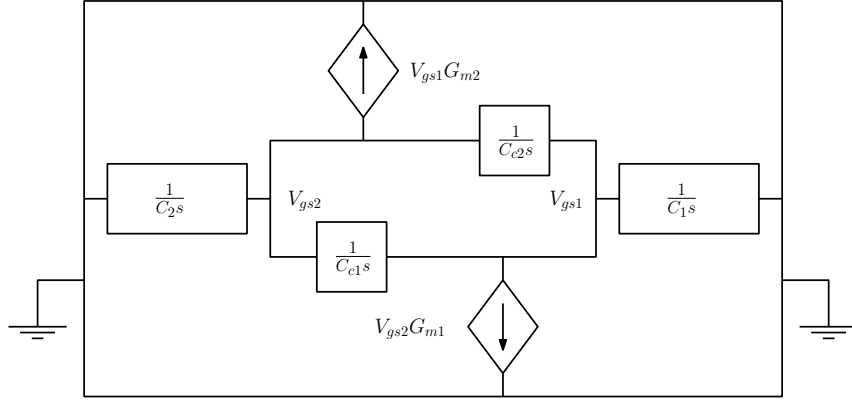 V_{gs1}G_{m2}
\frac{1}{C_{c2}s}
\frac{1}{C_2s}
V_{gs2}
V_{gs1}
\frac{1}{C_1s}
\frac{1}{C_{c1}s}
V_{gs2}G_{m1}